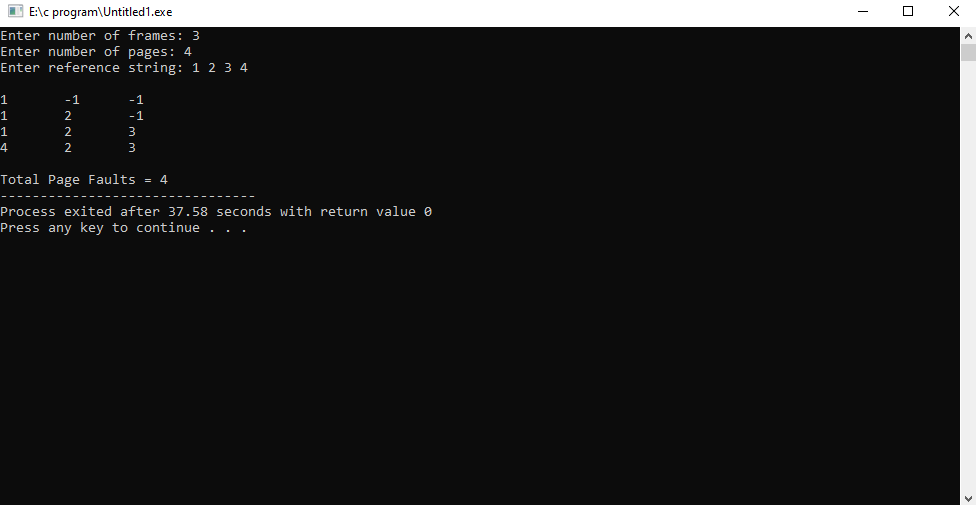 E:\c program\Untitled1.exe
Enter number of frames: 3
Enter number of pages: 4
Enter reference string: 1 2 3 4
1 -1 -1
1 2 -1
1 2 3
4 2 3
Total Page Faults = 4
--------------------------------
Process exited after 37.58 seconds with return value 0
Press any key to continue . . .